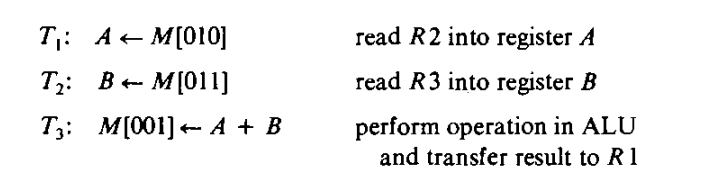 T₁: A ← M[010] read R2 into register A
T₂: B ← M[011] read R3 into register B
T₃: M[001] ← A + B perform operation in ALU
and transfer result to R1